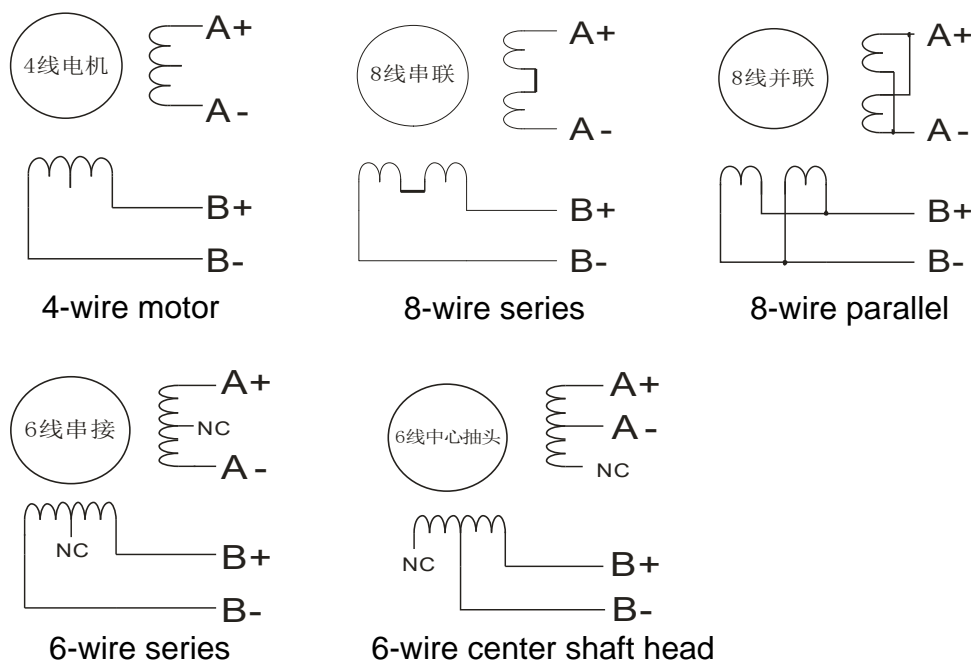 4线电机
A+
A-
B+
B-
4-wire motor
8线串联
A+
A-
B+
B-
8-wire series
8线并联
A+
A-
B+
B-
8-wire parallel
6线串接
A+
NC
A-
NC
B+
B-
6-wire series
6线中心抽头
A+
A-
NC
NC
B+
B-
6-wire center shaft head